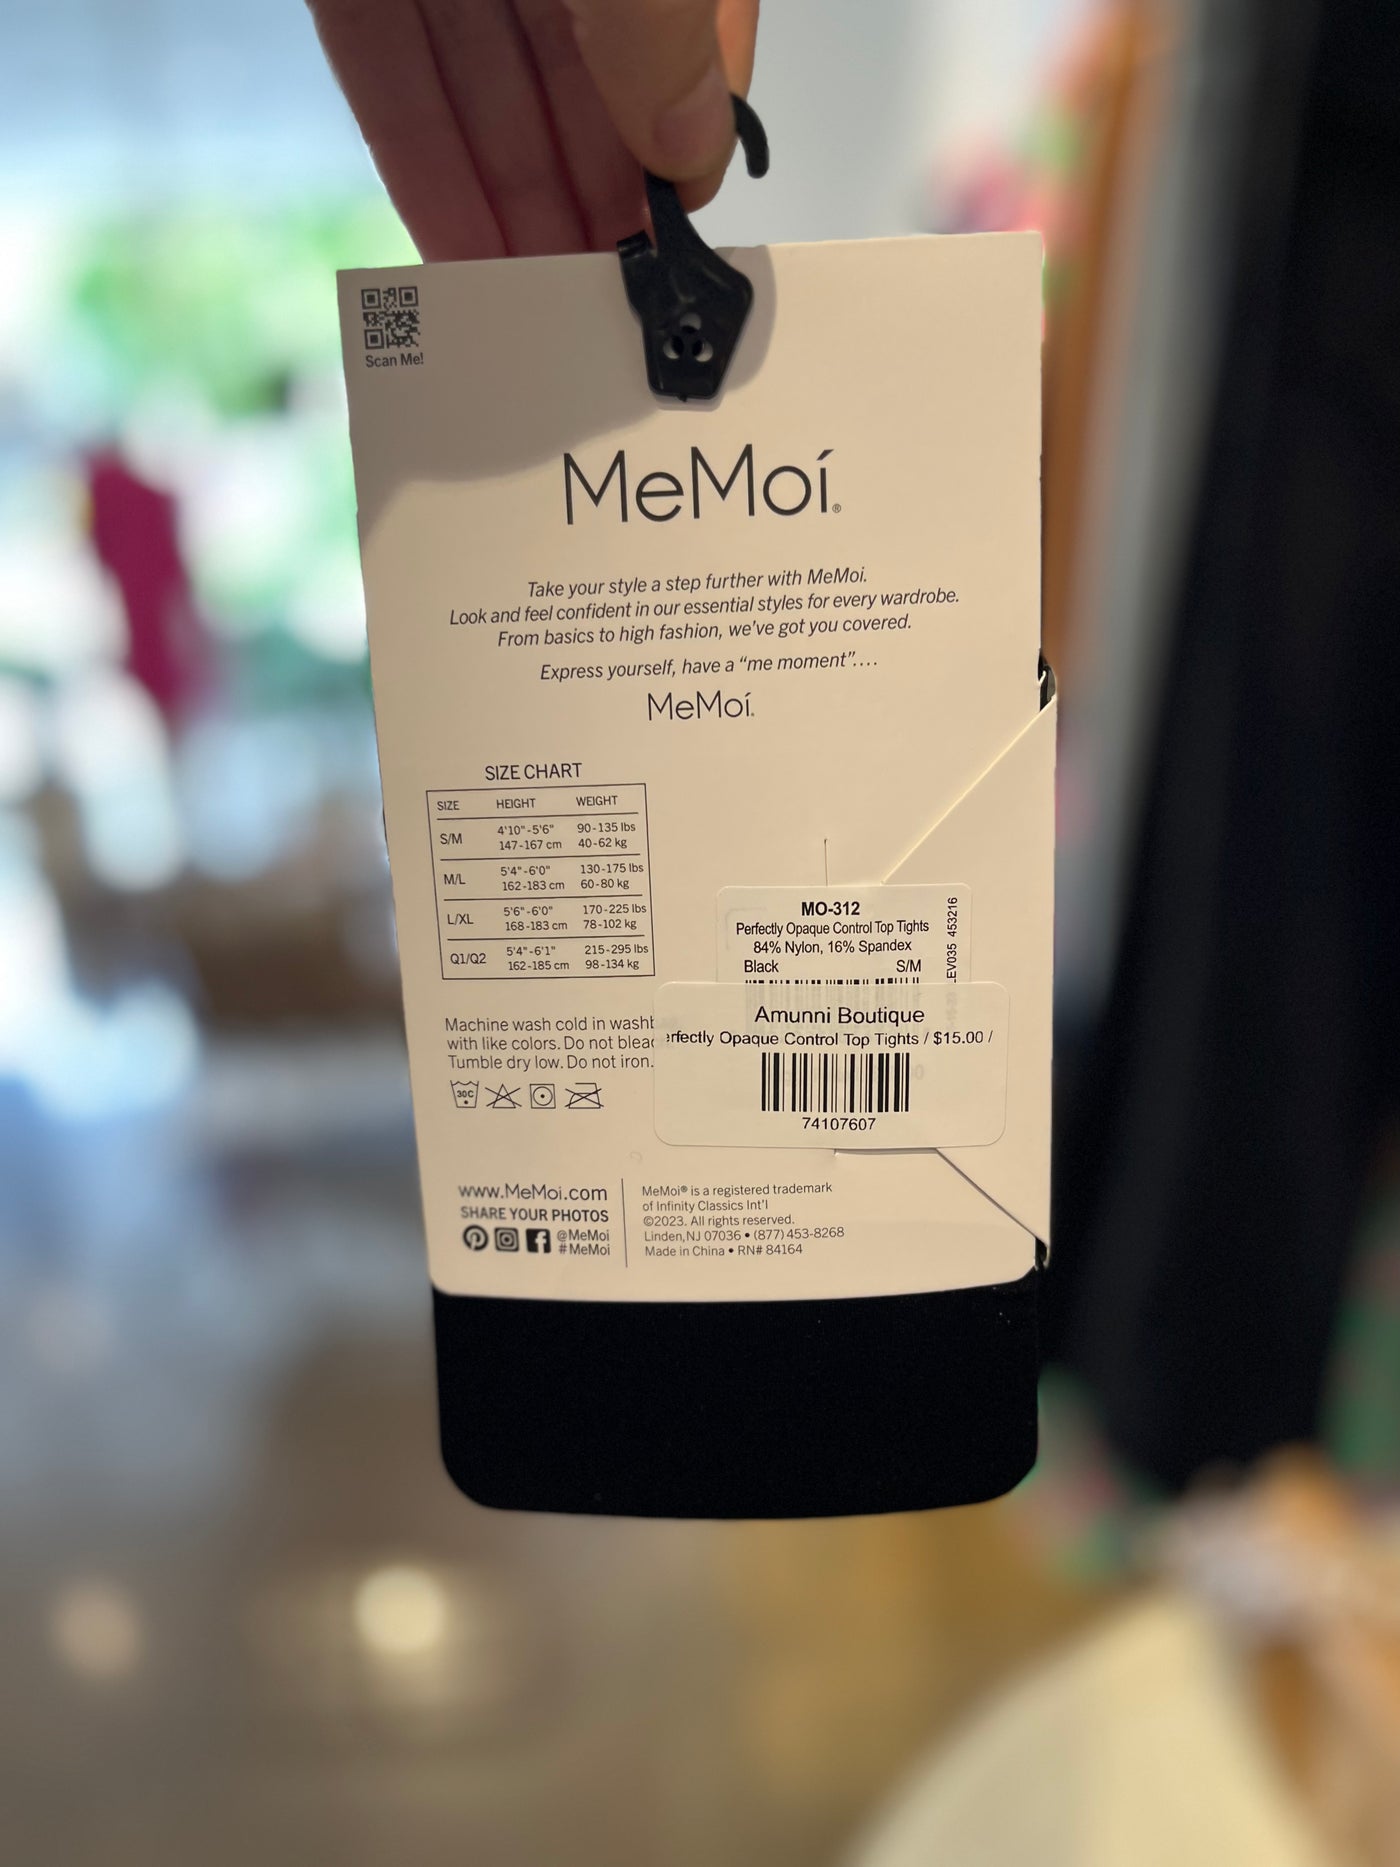 Scan Me!
MeMoí®
Take your style a step further with MeMoi.
Look and feel confident in our essential styles for every wardrobe.
From basics to high fashion, we've got you covered.
Express yourself, have a “me moment”....
MeMoí.
SIZE CHART
SIZE HEIGHT WEIGHT
S/M 4'10"-5'6" 90-135 lbs
147-167 cm 40-62 kg
M/L 5'4"-6'0" 130-175 lbs
162-183 cm 60-80 kg
L/XL 5'6"-6'0" 170-225 lbs
168-183 cm 78-102 kg
Q1/Q2 5'4"-6'1" 215-295 lbs
162-185 cm 98-134 kg
MO-312
Perfectly Opaque Control Top Tights
84% Nylon, 16% Spandex
Black S/M
LEV035 453216
Amunni Boutique
erfectly Opaque Control Top Tights / $15.00 /
74107607
Machine wash cold in
with like colors. Do not
Tumble dry low. Do not iron.
30C
www.MeMoi.com
SHARE YOUR PHOTOS
@MeMoi
#MeMoi
MeMoi® is a registered trademark
of Infinity Classics Int'l
©2023. All rights reserved.
Linden,NJ 07036 • (877) 453-8268
Made in China • RN# 84164